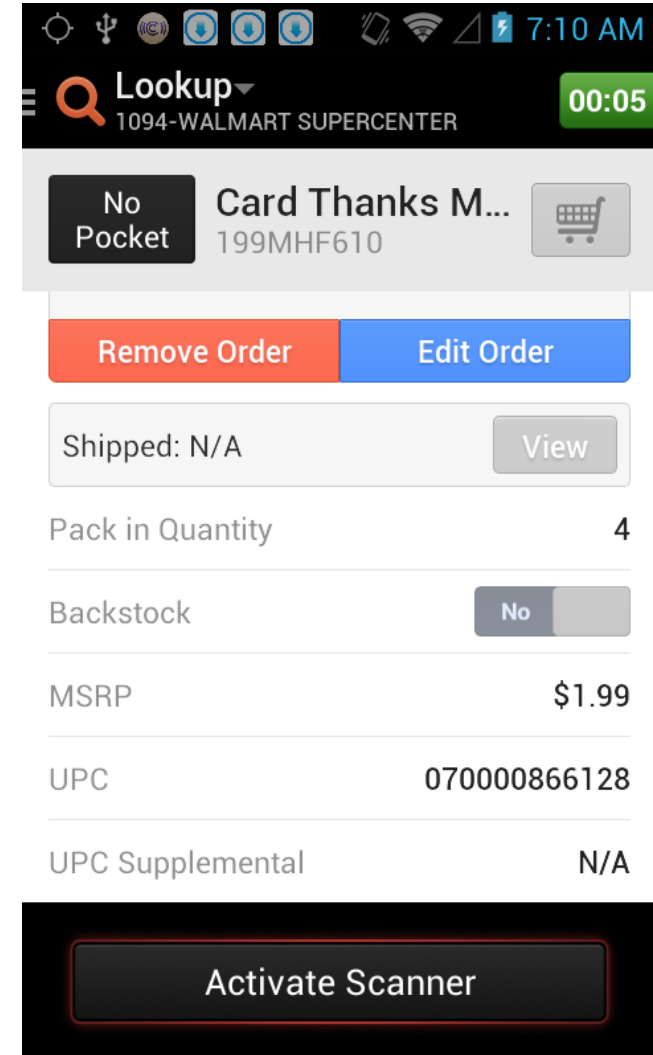 7:10 AM
Lookup
1094-WALMART SUPERCENTER
00:05
No
Pocket
Card Thanks M...
199MHF610
Remove Order
Edit Order
Shipped: N/A
View
Pack in Quantity 4
Backstock No
MSRP $1.99
UPC 070000866128
UPC Supplemental N/A
Activate Scanner